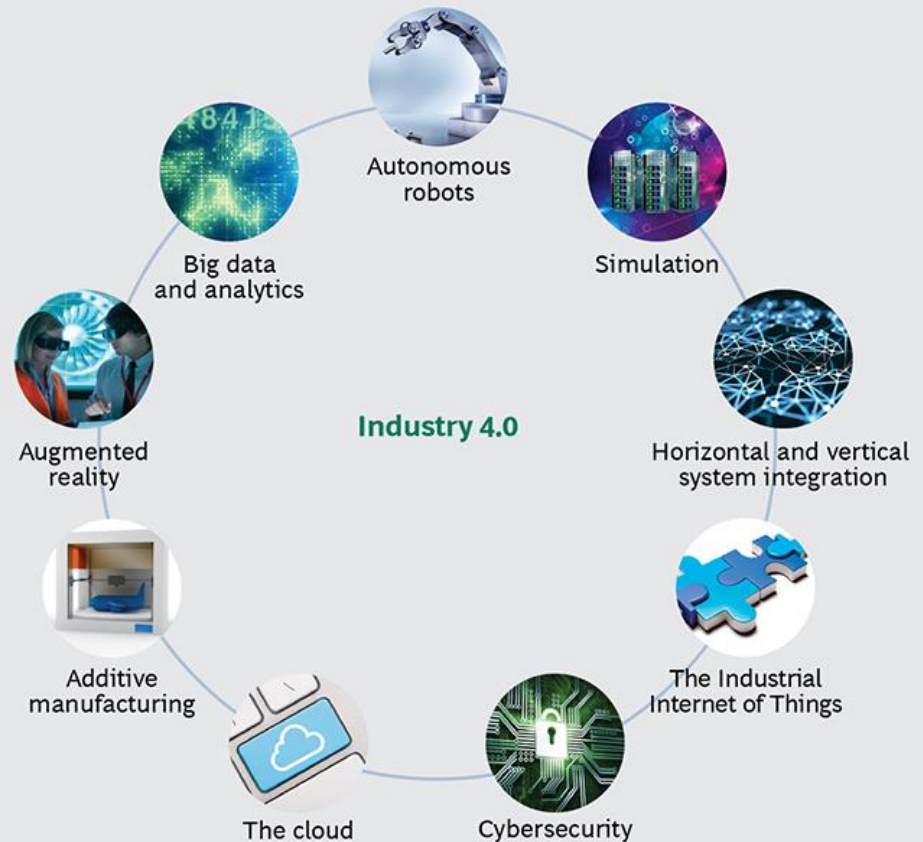 4841
Autonomous
robots
Simulation
Horizontal and vertical
system integration
The Industrial
Internet of Things
Cybersecurity
The cloud
Additive
manufacturing
Augmented
reality
Big data
and analytics
Industry 4.0